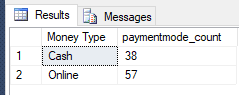 Results Messages
Money Type paymentmode_count
1 Cash 38
2 Online 57